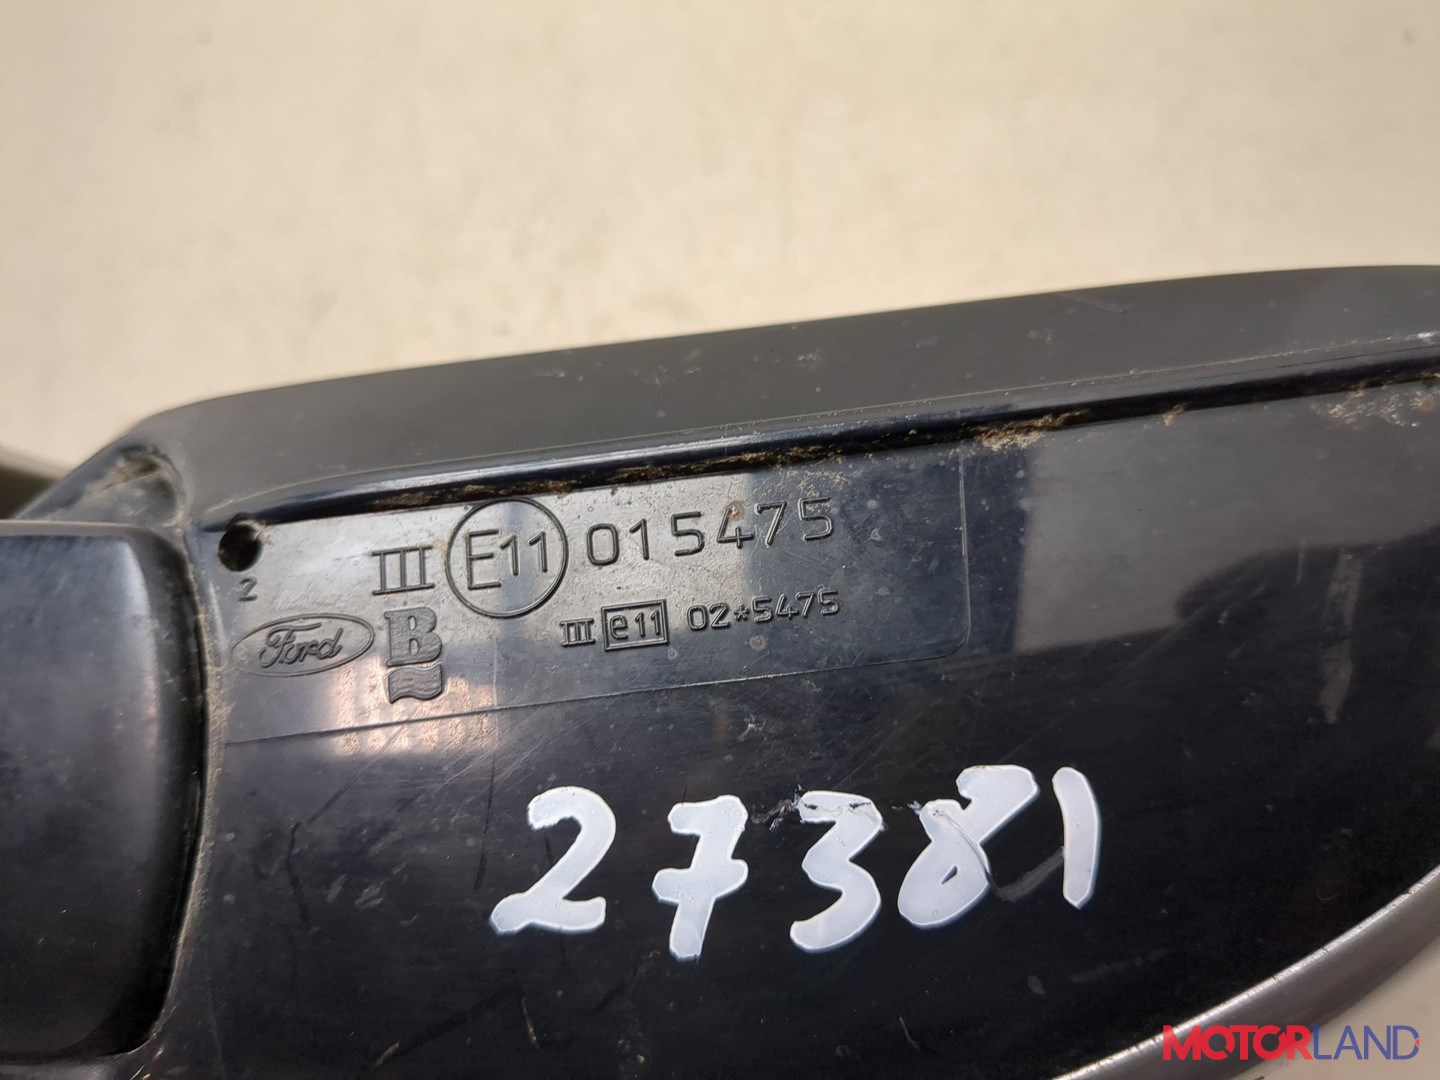 III E11 015475
2
Ford B III e11 02*5475
27381
MOTORLAND